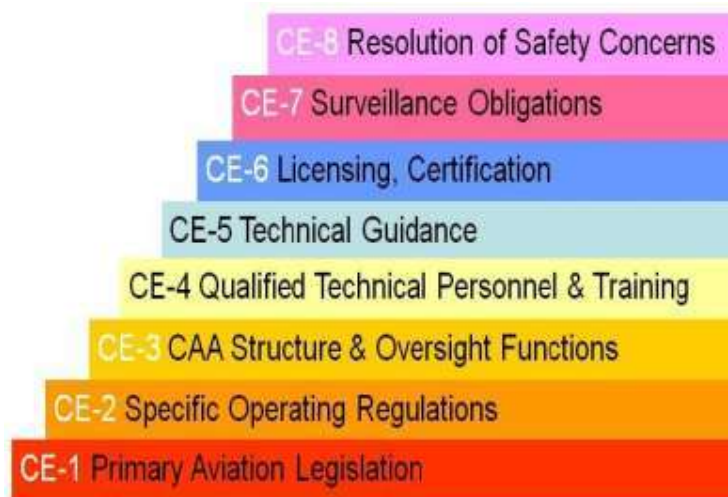 CE-8 Resolution of Safety Concerns
CE-7 Surveillance Obligations
CE-6 Licensing, Certification
CE-5 Technical Guidance
CE-4 Qualified Technical Personnel & Training
CE-3 CAA Structure & Oversight Functions
CE-2 Specific Operating Regulations
CE-1 Primary Aviation Legislation